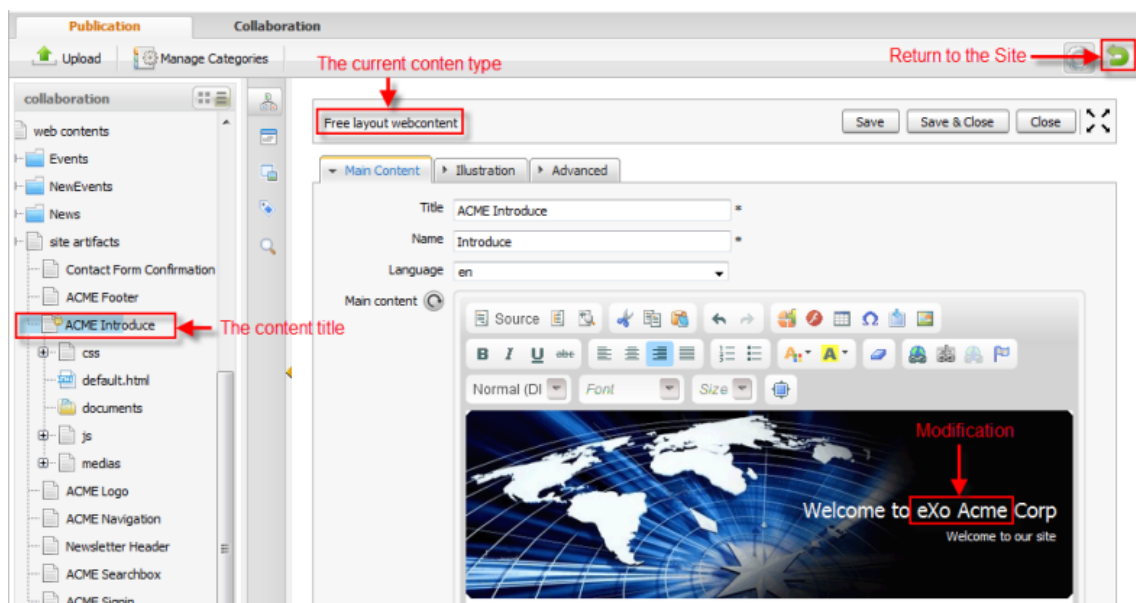 Publication
Collaboration
Upload
Manage Categories
The current conten type
Return to the Site
collaboration
Free layout webcontent
Save
Save & Close
Close
web contents
Events
NewEvents
News
site artifacts
Contact Form Confirmation
ACME Footer
ACME Introduce
The content title
css
default.html
documents
js
medias
ACME Logo
ACME Navigation
Newsletter Header
ACME Searchbox
ACME Signin
Main Content
Illustration
Advanced
Title
ACME Introduce
*
Name
Introduce
*
Language
en
Main content
Source
B I U abc
Normal (DI
Font
Size
Modification
Welcome to eXo Acme Corp
Welcome to our site